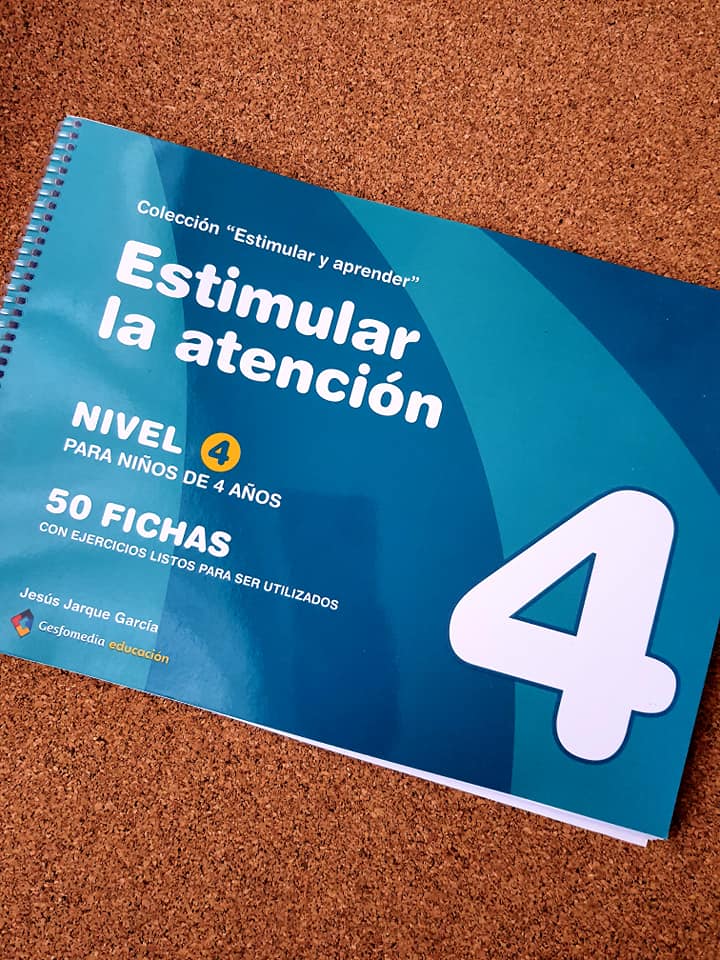 Colección "Estimular y aprender"
Estimular
la atención
NIVEL 4
PARA NIÑOS DE 4 AÑOS
50 FICHAS
CON EJERCICIOS LISTOS PARA SER UTILIZADOS
Jesús Jarque García
Gesfomedia educación
4